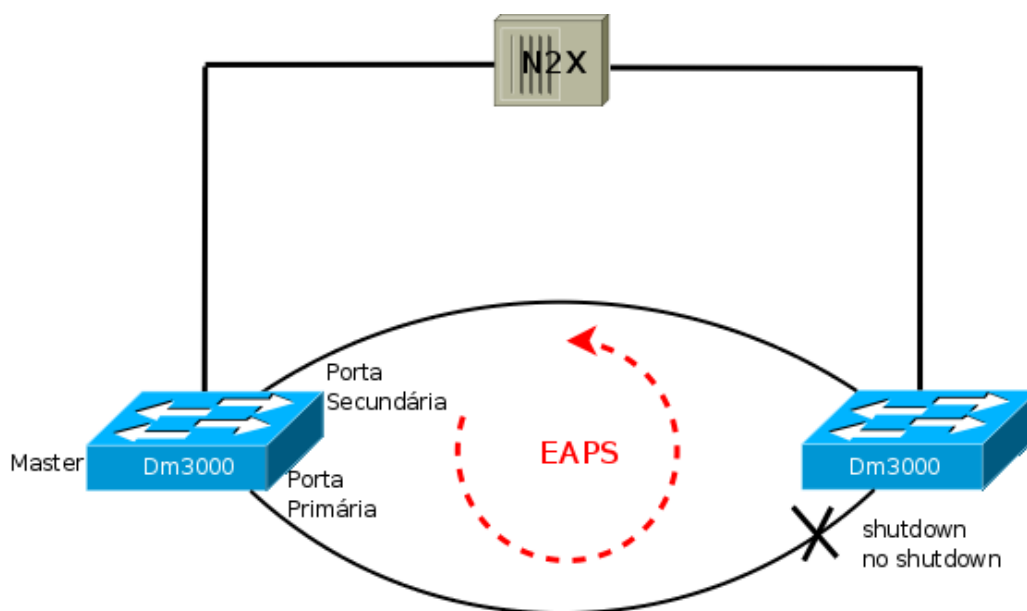 N2X
Porta
Secundária
Master
Dm3000
EAPS
Dm3000
Porta
Primária
shutdown
no shutdown